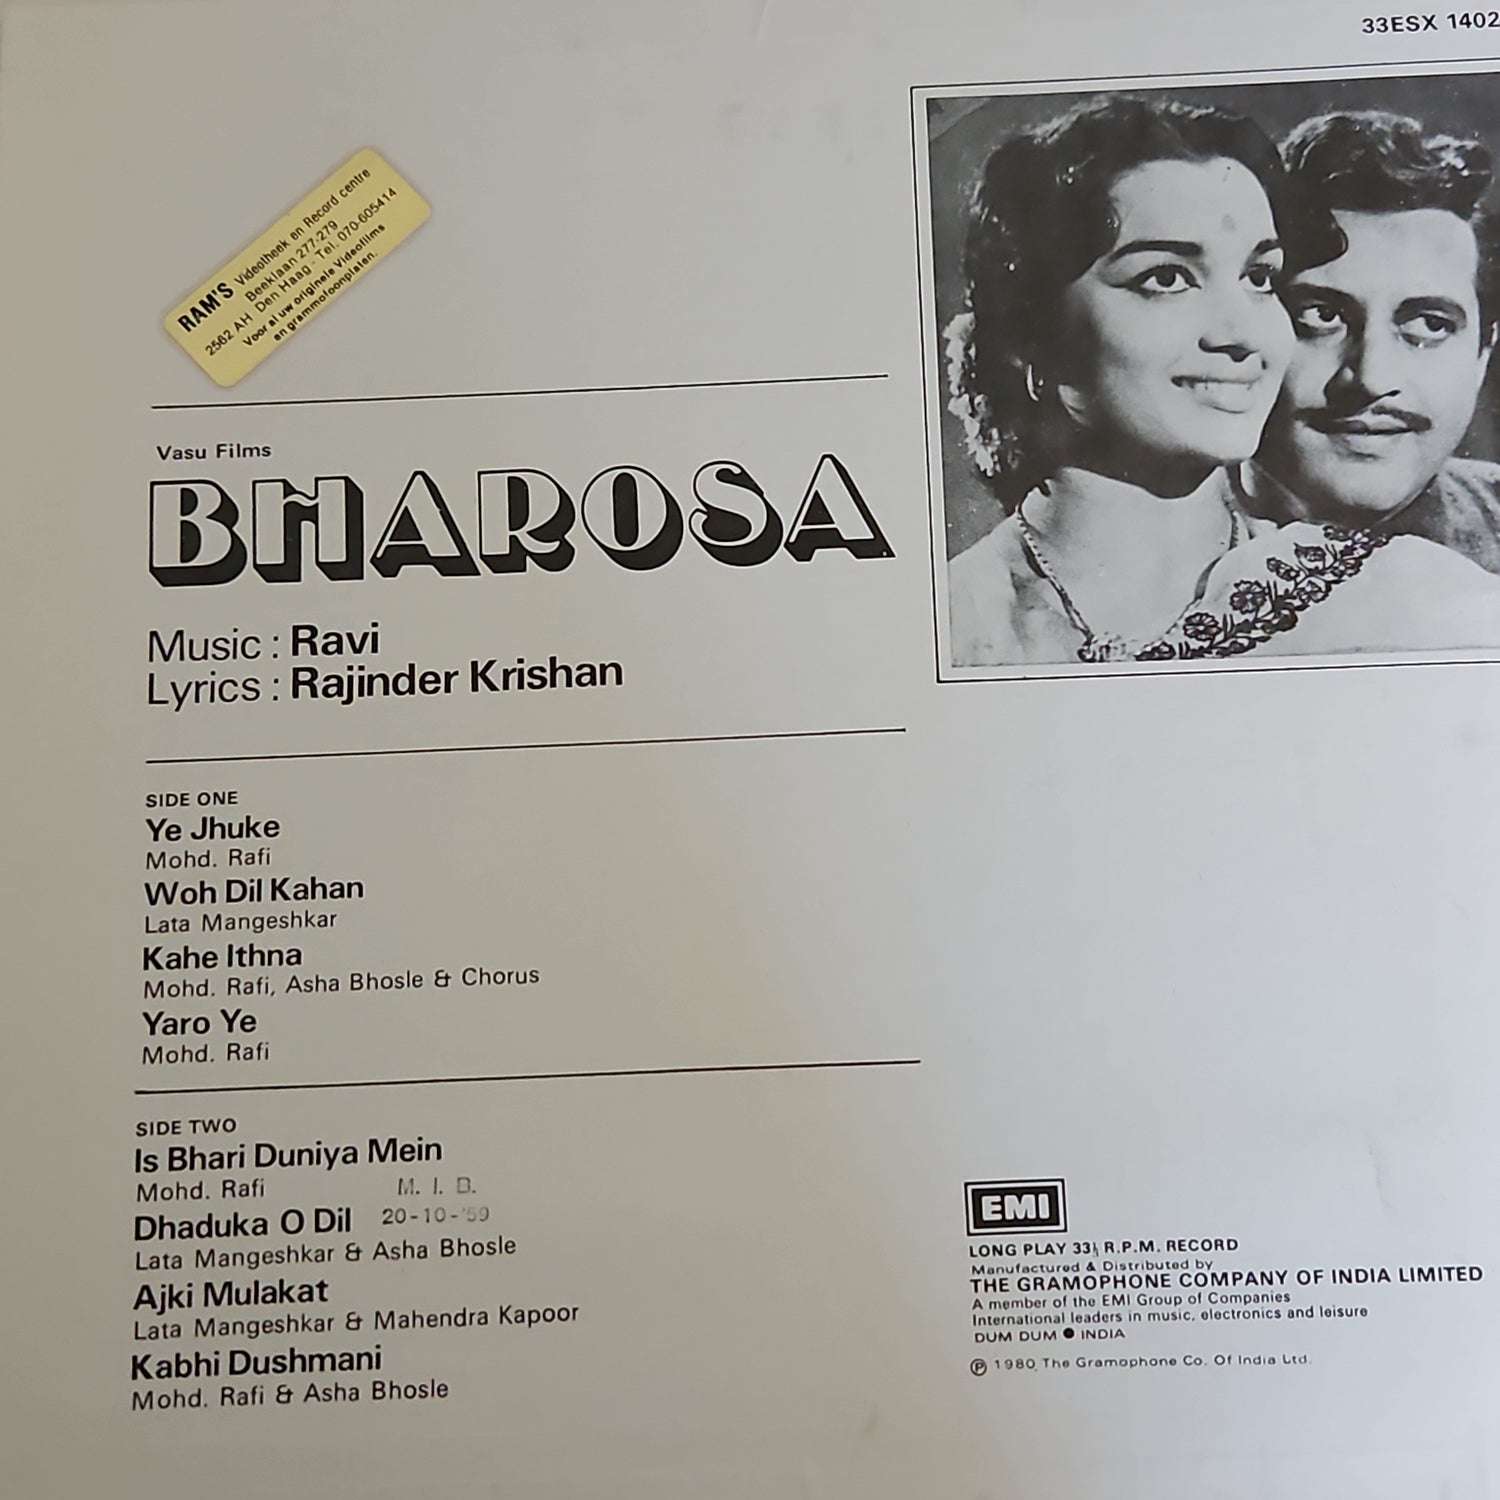 33ESX 1402
RAM'S Videotheek en Record centre
Beeklaan 277-279
2562 AH Den Haag - Tel. 070-605414
Voor al uw originele Videofilms
en grammofoonplaten.
Vasu Films
BHAROSA
Music : Ravi
Lyrics : Rajinder Krishan
SIDE ONE
Ye Jhuke
Mohd. Rafi
Woh Dil Kahan
Lata Mangeshkar
Kahe Ithna
Mohd. Rafi, Asha Bhosle & Chorus
Yaro Ye
Mohd. Rafi
SIDE TWO
Is Bhari Duniya Mein
Mohd. Rafi
M. I. B.
Dhaduka O Dil
20-10-'59
Lata Mangeshkar & Asha Bhosle
Ajki Mulakat
Lata Mangeshkar & Mahendra Kapoor
Kabhi Dushmani
Mohd. Rafi & Asha Bhosle
EMI
LONG PLAY 33⅓ R.P.M. RECORD
Manufactured & Distributed by
THE GRAMOPHONE COMPANY OF INDIA LIMITED
A member of the EMI Group of Companies
International leaders in music, electronics and leisure
DUM DUM ● INDIA
℗ 1980 The Gramophone Co. Of India Ltd.